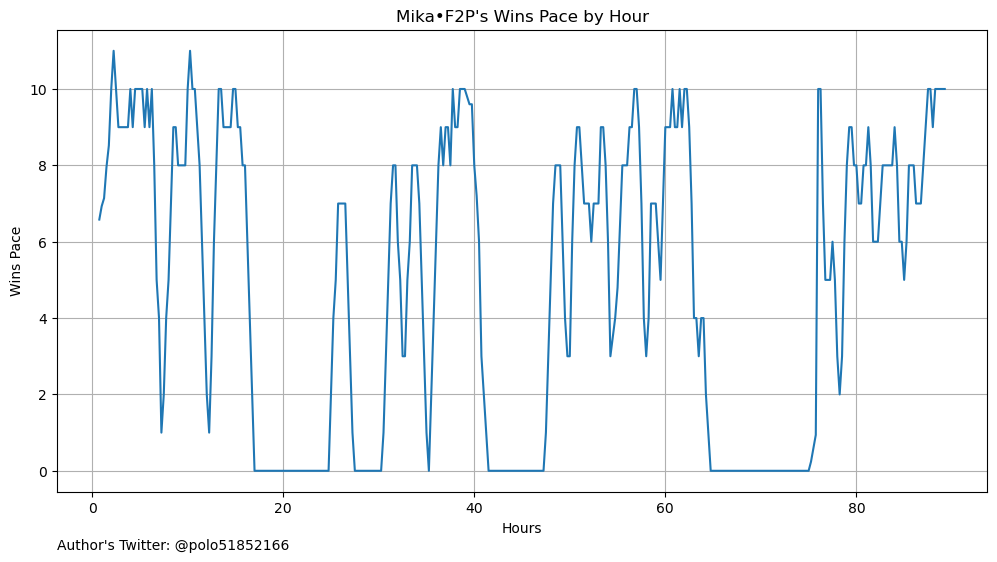 Mika•F2P's Wins Pace by Hour
Wins Pace
10
8
6
4
2
0
0 20 40 60 80
Hours
Author's Twitter: @polo51852166